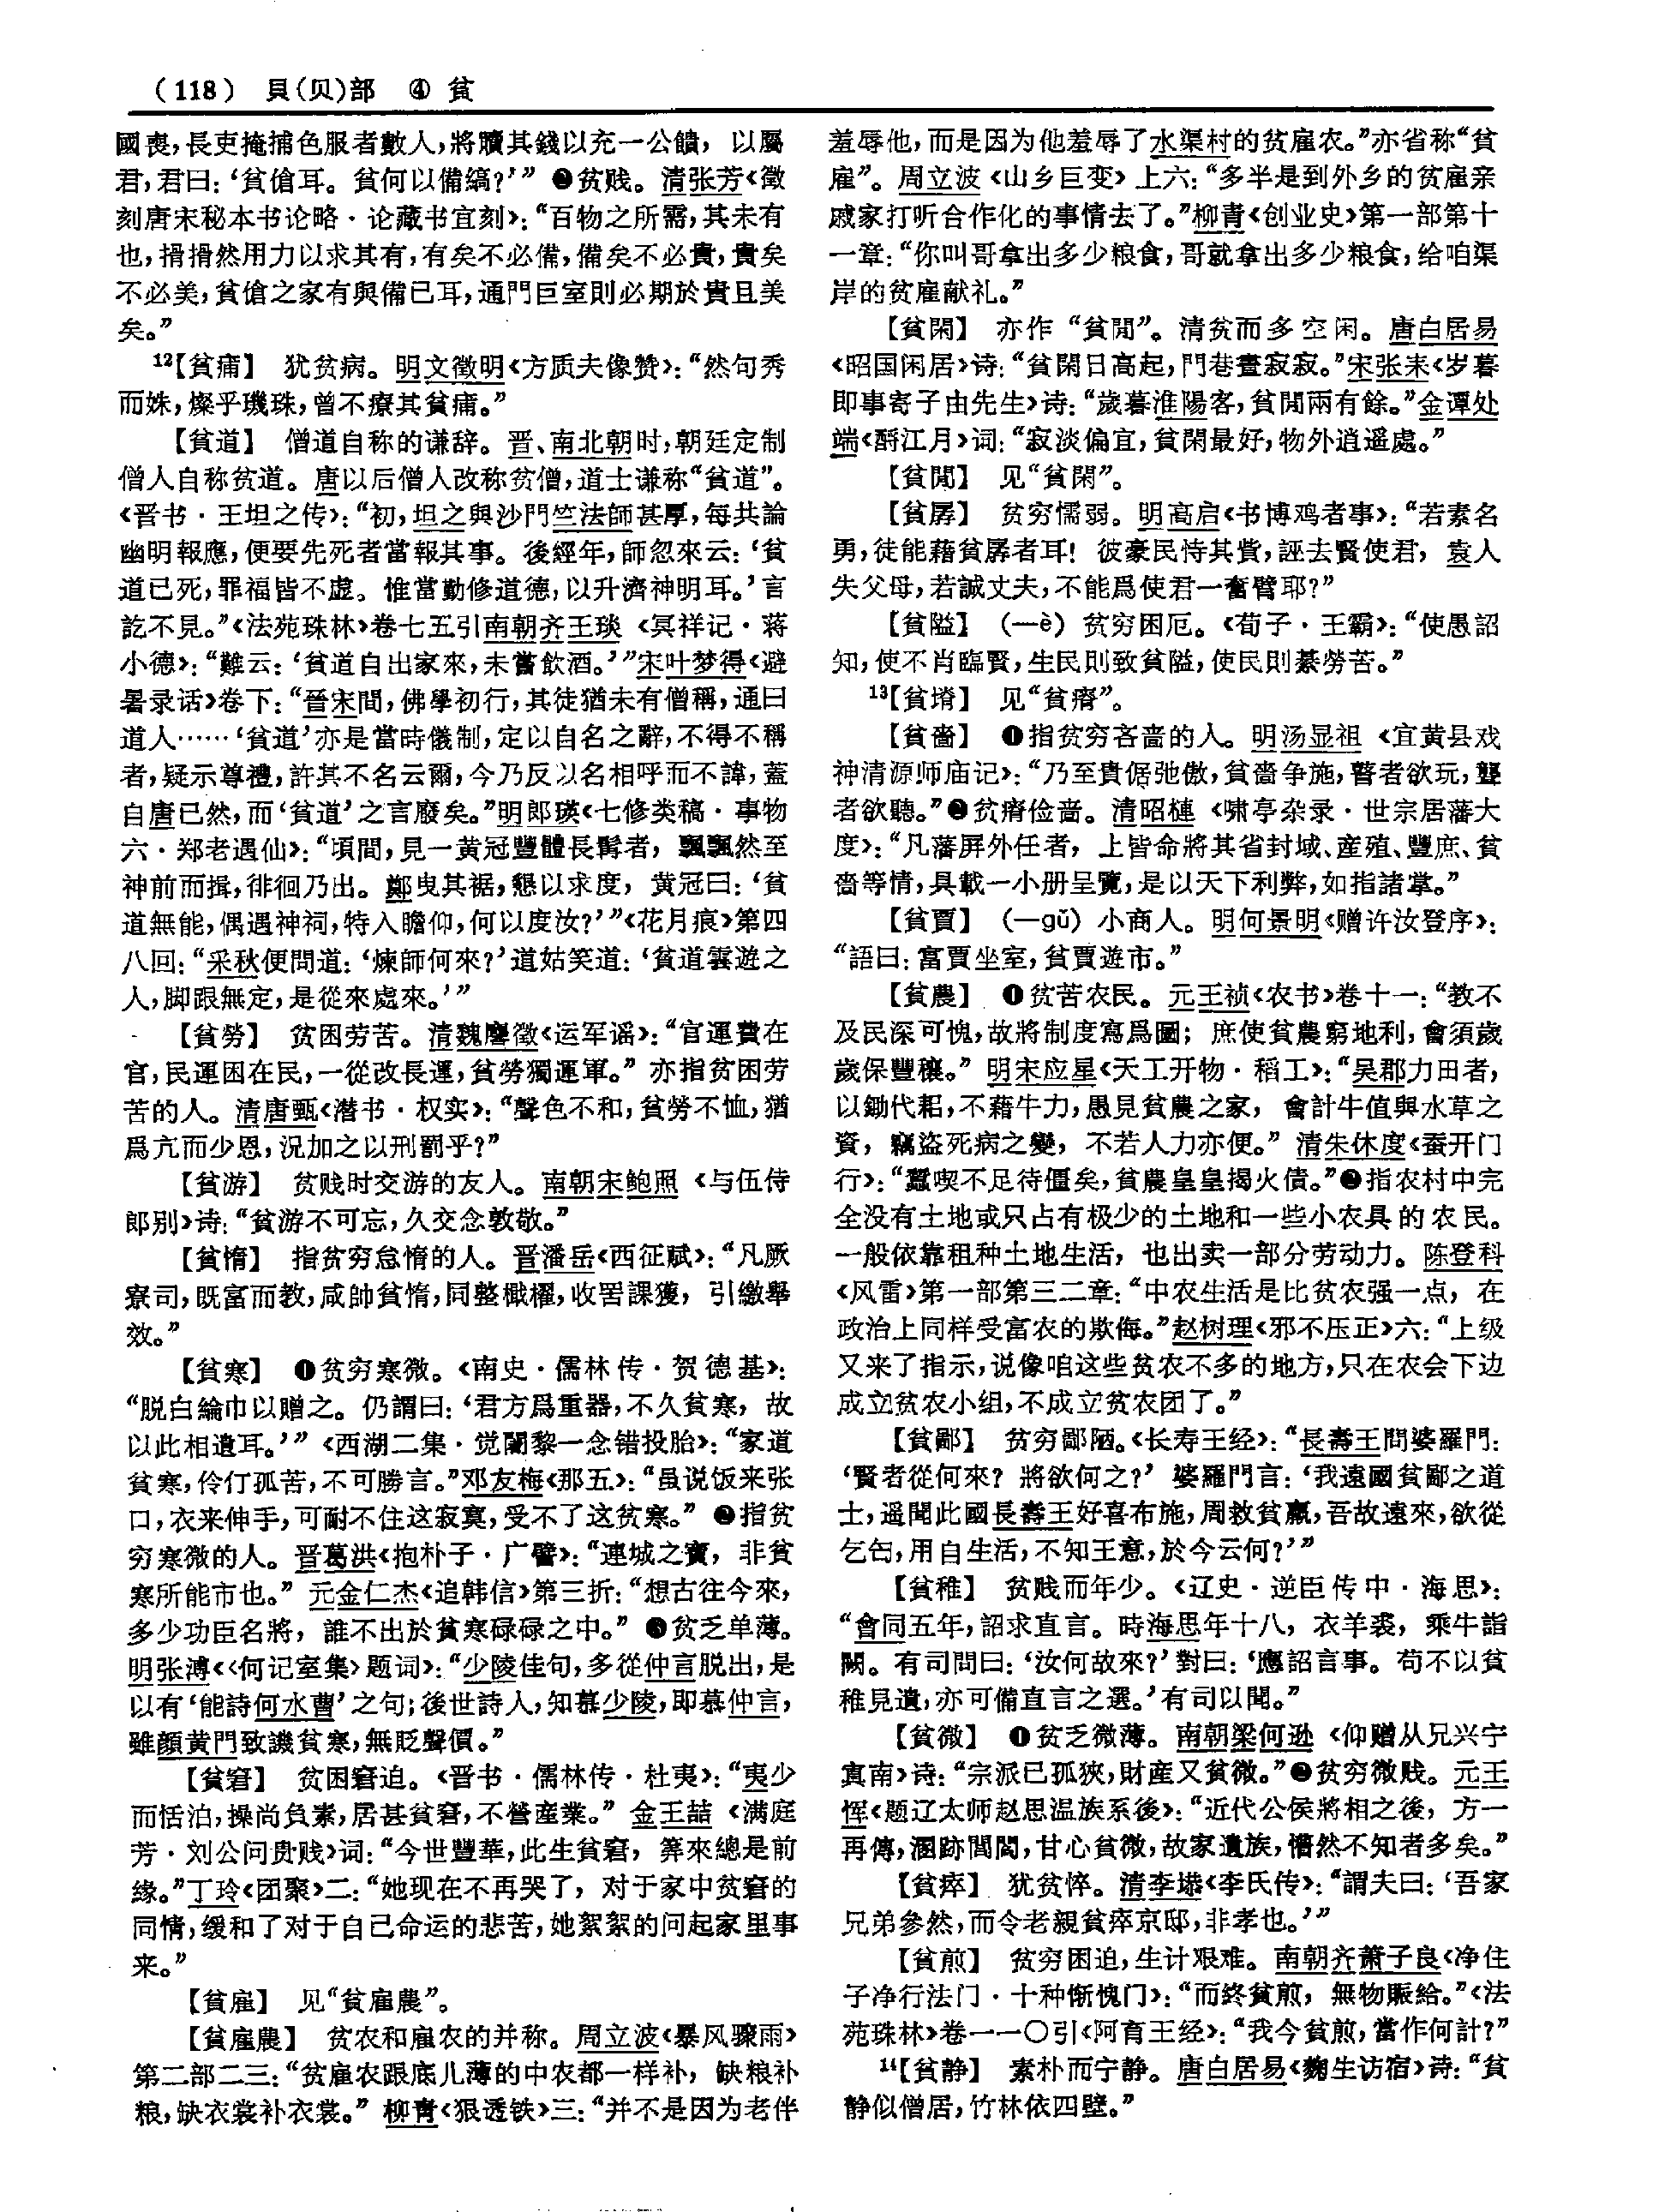 （118） 貝(贝)部 ④ 貧
國喪，長吏掩捕色服者數人，將贖其錢以充一公饋，以屬
君，君曰：‘貧傖耳。貧何以備縞？’” ❷贫贱。清张芳《徵
刻唐宋秘本书论略·论藏书宜刻》：“百物之所需，其未有
也，搰搰然用力以求其有，有矣不必備，備矣不必貴，貴矣
不必美，貧傖之家有與備已耳，通門巨室則必期於貴且美
矣。”
12【貧痡】 犹贫病。明文徵明《方质夫像赞》：“然句秀
而姝，燦乎璣珠，曾不療其貧痡。”
【貧道】 僧道自称的谦辞。晋、南北朝时，朝廷定制
僧人自称贫道。唐以后僧人改称贫僧，道士谦称“貧道”。
《晋书·王坦之传》：“初，坦之與沙門竺法師甚厚，每共論
幽明報應，便要先死者當報其事。後經年，師忽來云：‘貧
道已死，罪福皆不虚。惟當勤修道德，以升濟神明耳。’言
訖不見。”《法苑珠林》卷七五引南朝齐王琰《冥祥记·蒋
小德》：“難云：‘貧道自出家來，未嘗飲酒。’”宋叶梦得《避
暑录话》卷下：“晉宋間，佛學初行，其徒猶未有僧稱，通曰
道人……‘貧道’亦是當時儀制，定以自名之辭，不得不稱
者，疑示尊禮，許其不名云爾，今乃反以名相呼而不諱，蓋
自唐已然，而‘貧道’之言廢矣。”明郎瑛《七修类稿·事物
六·郑老遇仙》：“頃間，見一黄冠豐體長髯者，飄飄然至
神前而揖，徘徊乃出。鄭曳其裾，懇以求度，黄冠曰：‘貧
道無能，偶遇神祠，特入瞻仰，何以度汝？’”《花月痕》第四
八回：“采秋便問道：‘煉師何來？’道姑笑道：‘貧道雲遊之
人，脚跟無定，是從來處來。’”
【貧勞】 贫困劳苦。清魏麐徵《运军谣》：“官運費在
官，民運困在民，一從改長運，貧勞獨運軍。”亦指贫困劳
苦的人。清唐甄《潜书·权实》：“聲色不和，貧勞不恤，猶
爲亢而少恩，況加之以刑罰乎？”
【貧游】 贫贱时交游的友人。南朝宋鲍照《与伍侍
郎别》诗：“貧游不可忘，久交念敦敬。”
【貧惰】 指贫穷怠惰的人。晋潘岳《西征赋》：“凡厥
寮司，既富而教，咸帥貧惰，同整檝櫂，收罟課獲，引繳舉
效。”
【貧寒】 ❶贫穷寒微。《南史·儒林传·贺德基》：
“脱白綸巾以赠之。仍謂曰：‘君方爲重器，不久貧寒，故
以此相遺耳。’”《西湖二集·觉闍黎一念错投胎》：“家道
貧寒，伶仃孤苦，不可勝言。”邓友梅《那五》：“虽说饭来张
口，衣来伸手，可耐不住这寂寞，受不了这贫寒。” ❷指贫
穷寒微的人。晋葛洪《抱朴子·广譬》：“連城之寶，非貧
寒所能市也。”元金仁杰《追韩信》第三折：“想古往今來，
多少功臣名將，誰不出於貧寒碌碌之中。” ❸贫乏单薄。
明张溥《〈何记室集〉题词》：“少陵佳句，多從仲言脱出，是
以有‘能詩何水曹’之句；後世詩人，知慕少陵，即慕仲言，
雖顔黄門致譏貧寒，無貶聲價。”
【貧窘】 贫困窘迫。《晋书·儒林传·杜夷》：“夷少
而恬泊，操尚负素，居甚貧窘，不營産業。”金王喆《满庭
芳·刘公问贵贱》词：“今世豐華，此生貧窘，筭來總是前
緣。”丁玲《团聚》二：“她现在不再哭了，对于家中贫窘的
同情，缓和了对于自己命运的悲苦，她絮絮的问起家里事
来。”
【貧雇】 见“貧雇農”。
【貧雇農】 贫农和雇农的并称。周立波《暴风骤雨》
第二部二三：“贫雇农跟底儿薄的中农都一样补，缺粮补
粮，缺衣裳补衣裳。”柳青《狠透铁》三：“并不是因为老伴
羞辱他，而是因为他羞辱了水渠村的贫雇农。”亦省称“貧
雇”。周立波《山乡巨变》上六：“多半是到外乡的贫雇亲
戚家打听合作化的事情去了。”柳青《创业史》第一部第十
一章：“你叫哥拿出多少粮食，哥就拿出多少粮食，给咱渠
岸的贫雇献礼。”
【貧閑】 亦作“貧閒”。清贫而多空闲。唐白居易
《昭国闲居》诗：“貧閑日高起，門巷晝寂寂。”宋张耒《岁暮
即事寄子由先生》诗：“歲暮淮陽客，貧閒兩有餘。”金谭处
端《酹江月》词：“寂淡偏宜，貧閑最好，物外逍遥處。”
【貧閒】 见“貧閑”。
【貧孱】 贫穷懦弱。明高启《书博鸡者事》：“若素名
勇，徒能藉貧孱者耳！彼豪民恃其貲，誣去賢使君，袁人
失父母，若誠丈夫，不能爲使君一奮臂耶？”
【貧隘】 （—è） 贫穷困厄。《荀子·王霸》：“使愚詔
知，使不肖臨賢，生民則致貧隘，使民則綦勞苦。”
13【貧塉】 见“貧瘠”。
【貧嗇】 ❶指贫穷吝啬的人。明汤显祖《宜黄县戏
神清源师庙记》：“乃至貴倨弛傲，貧嗇争施，瞽者欲玩，聾
者欲聽。”❷贫瘠俭啬。清昭梿《啸亭杂录·世宗居藩大
度》：“凡藩屏外任者，上皆命將其省封域、産殖、豐庶、貧
嗇等情，具載一小册呈覽，是以天下利弊，如指諸掌。”
【貧賈】 （—gǔ） 小商人。明何景明《赠许汝登序》：
“語曰：富賈坐室，貧賈遊市。”
【貧農】 ❶贫苦农民。元王祯《农书》卷十一：“教不
及民深可愧，故將制度寫爲圖；庶使貧農窮地利，會須歲
歲保豐穰。”明宋应星《天工开物·稻工》：“吴郡力田者，
以鋤代耜，不藉牛力，愚見貧農之家，會計牛值與水草之
資，竊盗死病之變，不若人力亦便。”清朱休度《蚕开门
行》：“蠶喫不足待僵矣，貧農皇皇揭火債。”❷指农村中完
全没有土地或只占有极少的土地和一些小农具的农民。
一般依靠租种土地生活，也出卖一部分劳动力。陈登科
《风雷》第一部第三二章：“中农生活是比贫农强一点，在
政治上同样受富农的欺侮。”赵树理《邪不压正》六：“上级
又来了指示，说像咱这些贫农不多的地方，只在农会下边
成立贫农小组，不成立贫农团了。”
【貧鄙】 贫穷鄙陋。《长寿王经》：“長壽王問婆羅門：
‘賢者從何來？將欲何之？’婆羅門言：‘我遠國貧鄙之道
士，遥聞此國長壽王好喜布施，周救貧羸，吾故遠來，欲從
乞匄，用自生活，不知王意，於今云何？’”
【貧稚】 贫贱而年少。《辽史·逆臣传中·海思》：
“會同五年，詔求直言。時海思年十八，衣羊裘，乘牛詣
闕。有司問曰：‘汝何故來？’對曰：‘應詔言事。苟不以貧
稚見遺，亦可備直言之選。’有司以聞。”
【貧微】 ❶贫乏微薄。南朝梁何逊《仰赠从兄兴宁
寘南》诗：“宗派已孤狹，財産又貧微。”❷贫穷微贱。元王
恽《题辽太师赵思温族系後》：“近代公侯將相之後，方一
再傳，溷跡閭閻，甘心貧微，故家遺族，懵然不知者多矣。”
【貧瘁】 犹贫悴。清李塨《李氏传》：“謂夫曰：‘吾家
兄弟參然，而令老親貧瘁京邸，非孝也。’”
【貧煎】 贫穷困迫，生计艰难。南朝齐萧子良《净住
子净行法门·十种惭愧门》：“而終貧煎，無物賑給。”《法
苑珠林》卷一一〇引《阿育王经》：“我今貧煎，當作何計？”
14【貧静】 素朴而宁静。唐白居易《麴生访宿》诗：“貧
静似僧居，竹林依四壁。”